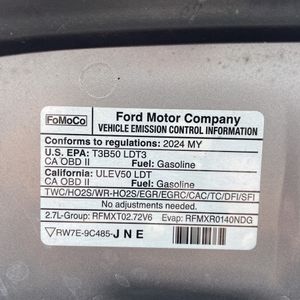 FoMoCo
Ford Motor Company
VEHICLE EMISSION CONTROL INFORMATION
Conforms to regulations: 2024 MY
U.S. EPA: T3B50 LDT3
CA OBD II Fuel: Gasoline
California: ULEV50 LDT
CA OBD II Fuel: Gasoline
TWC/HO2S/WR-HO2S/EGR/EGRC/CAC/TC/DFI/SFI
No adjustments needed.
2.7L-Group: RFMXT02.72V6 Evap: RFMXR0140NDG
RW7E-9C485-JNE